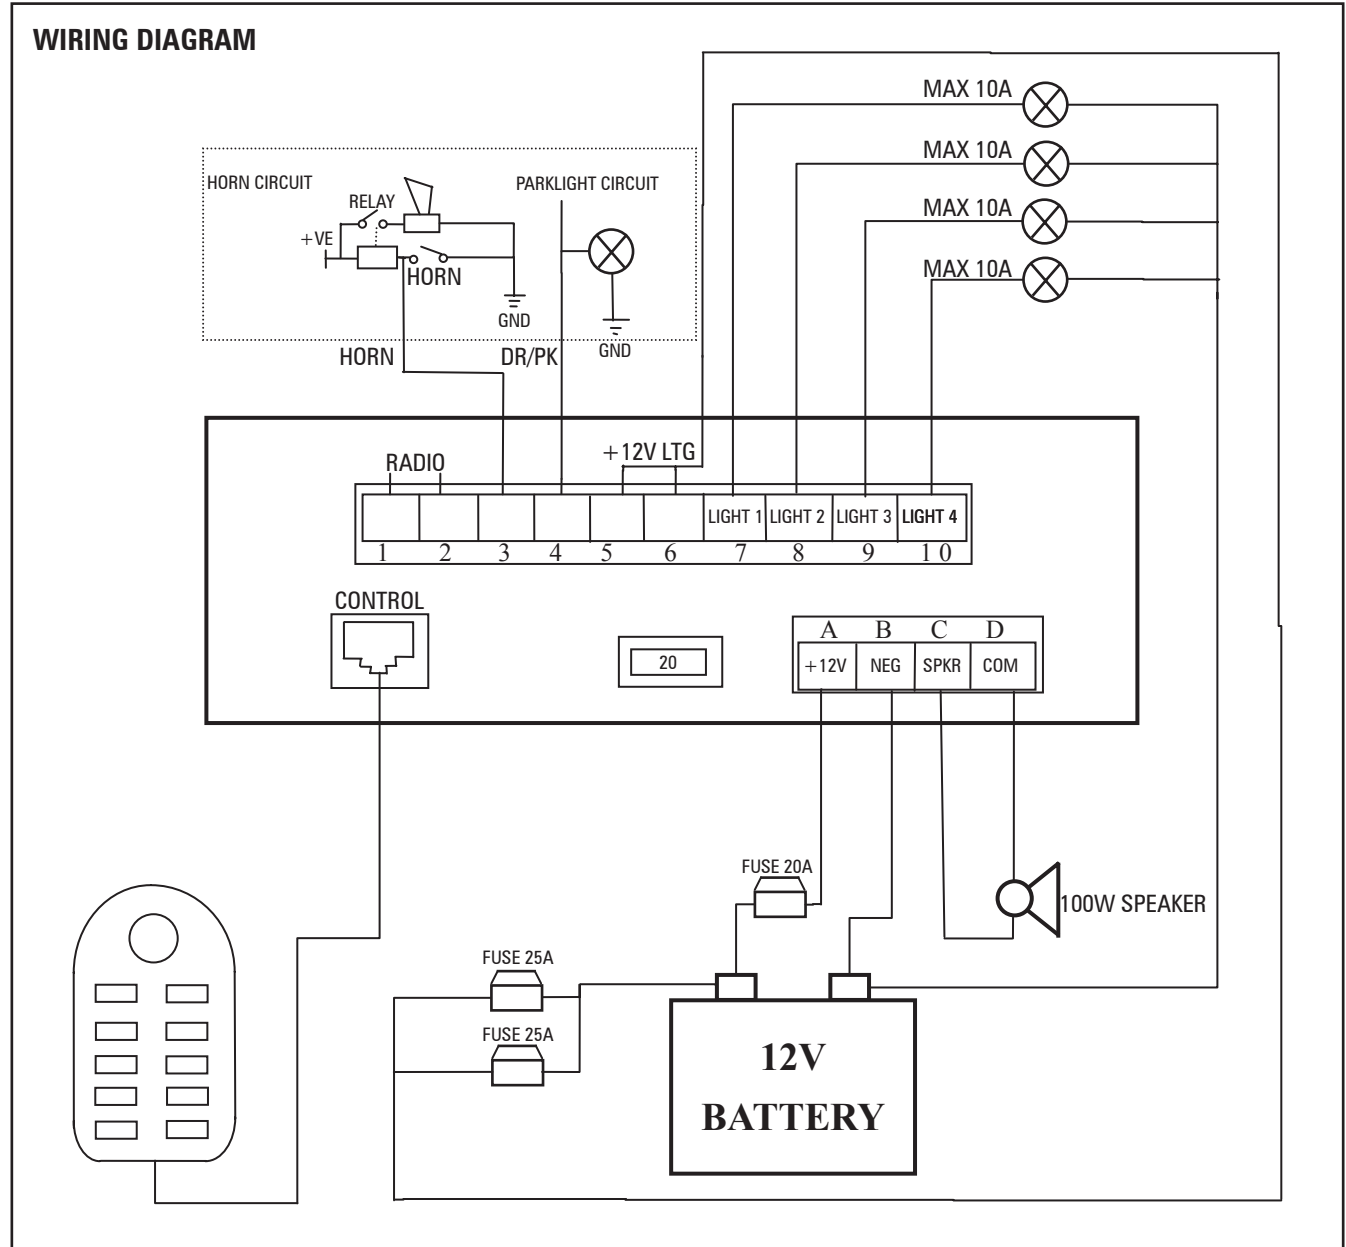 WIRING DIAGRAM
MAX 10A
MAX 10A
MAX 10A
MAX 10A
HORN CIRCUIT
PARKLIGHT CIRCUIT
RELAY
+VE
HORN
GND
GND
HORN
DR/PK
+12V LTG
RADIO
LIGHT 1 LIGHT 2 LIGHT 3 LIGHT 4
1 2 3 4 5 6 7 8 9 10
CONTROL
20
A B C D
+12V NEG SPKR COM
FUSE 20A
100W SPEAKER
FUSE 25A
FUSE 25A
12V
BATTERY